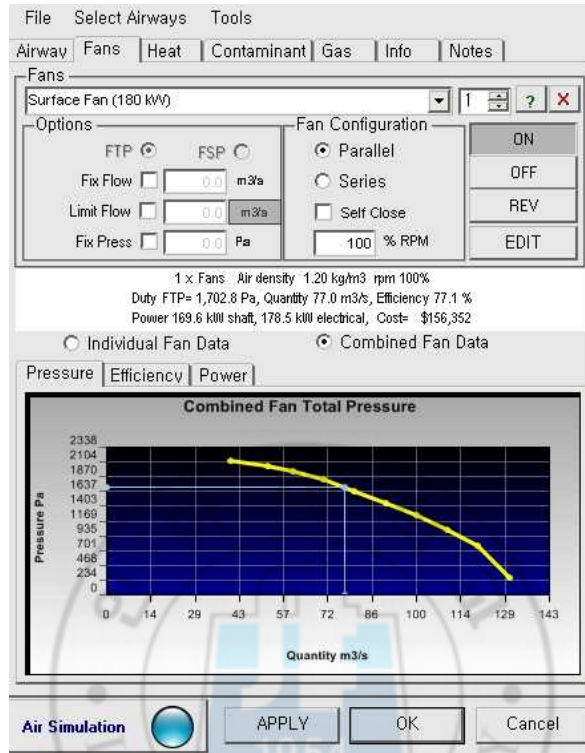 File Select Airways Tools
Airway Fans Heat Contaminant Gas Info Notes
Fans
Surface Fan (180 kW) 1 ? X
Options
FTP FSP
Fix Flow 0.0 m3/s
Limit Flow 0.0 m3/s
Fix Press 0.0 Pa
Fan Configuration
Parallel
Series
Self Close
100 % RPM
ON
OFF
REV
EDIT
1 x Fans Air density 1.20 kg/m3 rpm 100%
Duty FTP= 1,702.8 Pa, Quantity 77.0 m3/s, Efficiency 77.1 %
Power 169.6 kW shaft, 178.5 kW electrical, Cost= $156,352
Individual Fan Data Combined Fan Data
Pressure Efficiency Power
Combined Fan Total Pressure
Pressure Pa
2338
2104
1870
1637
1403
1169
935
701
468
234
0
0 14 29 43 57 72 86 100 114 129 143
Quantity m3/s
Air Simulation APPLY OK Cancel